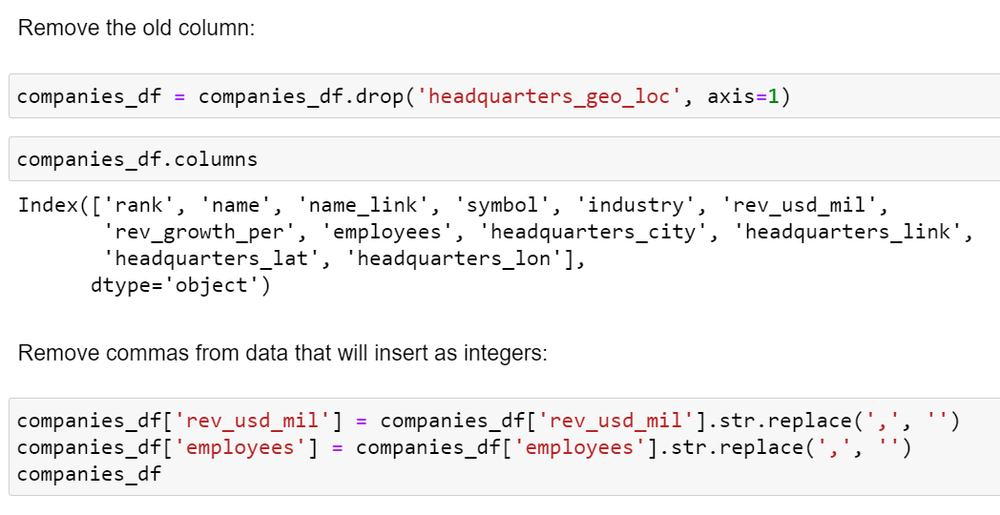 Remove the old column:
companies_df = companies_df.drop('headquarters_geo_loc', axis=1)
companies_df.columns
Index(['rank', 'name', 'name_link', 'symbol', 'industry', 'rev_usd_mil',
       'rev_growth_per', 'employees', 'headquarters_city', 'headquarters_link',
       'headquarters_lat', 'headquarters_lon'],
      dtype='object')
Remove commas from data that will insert as integers:
companies_df['rev_usd_mil'] = companies_df['rev_usd_mil'].str.replace(',', '')
companies_df['employees'] = companies_df['employees'].str.replace(',', '')
companies_df